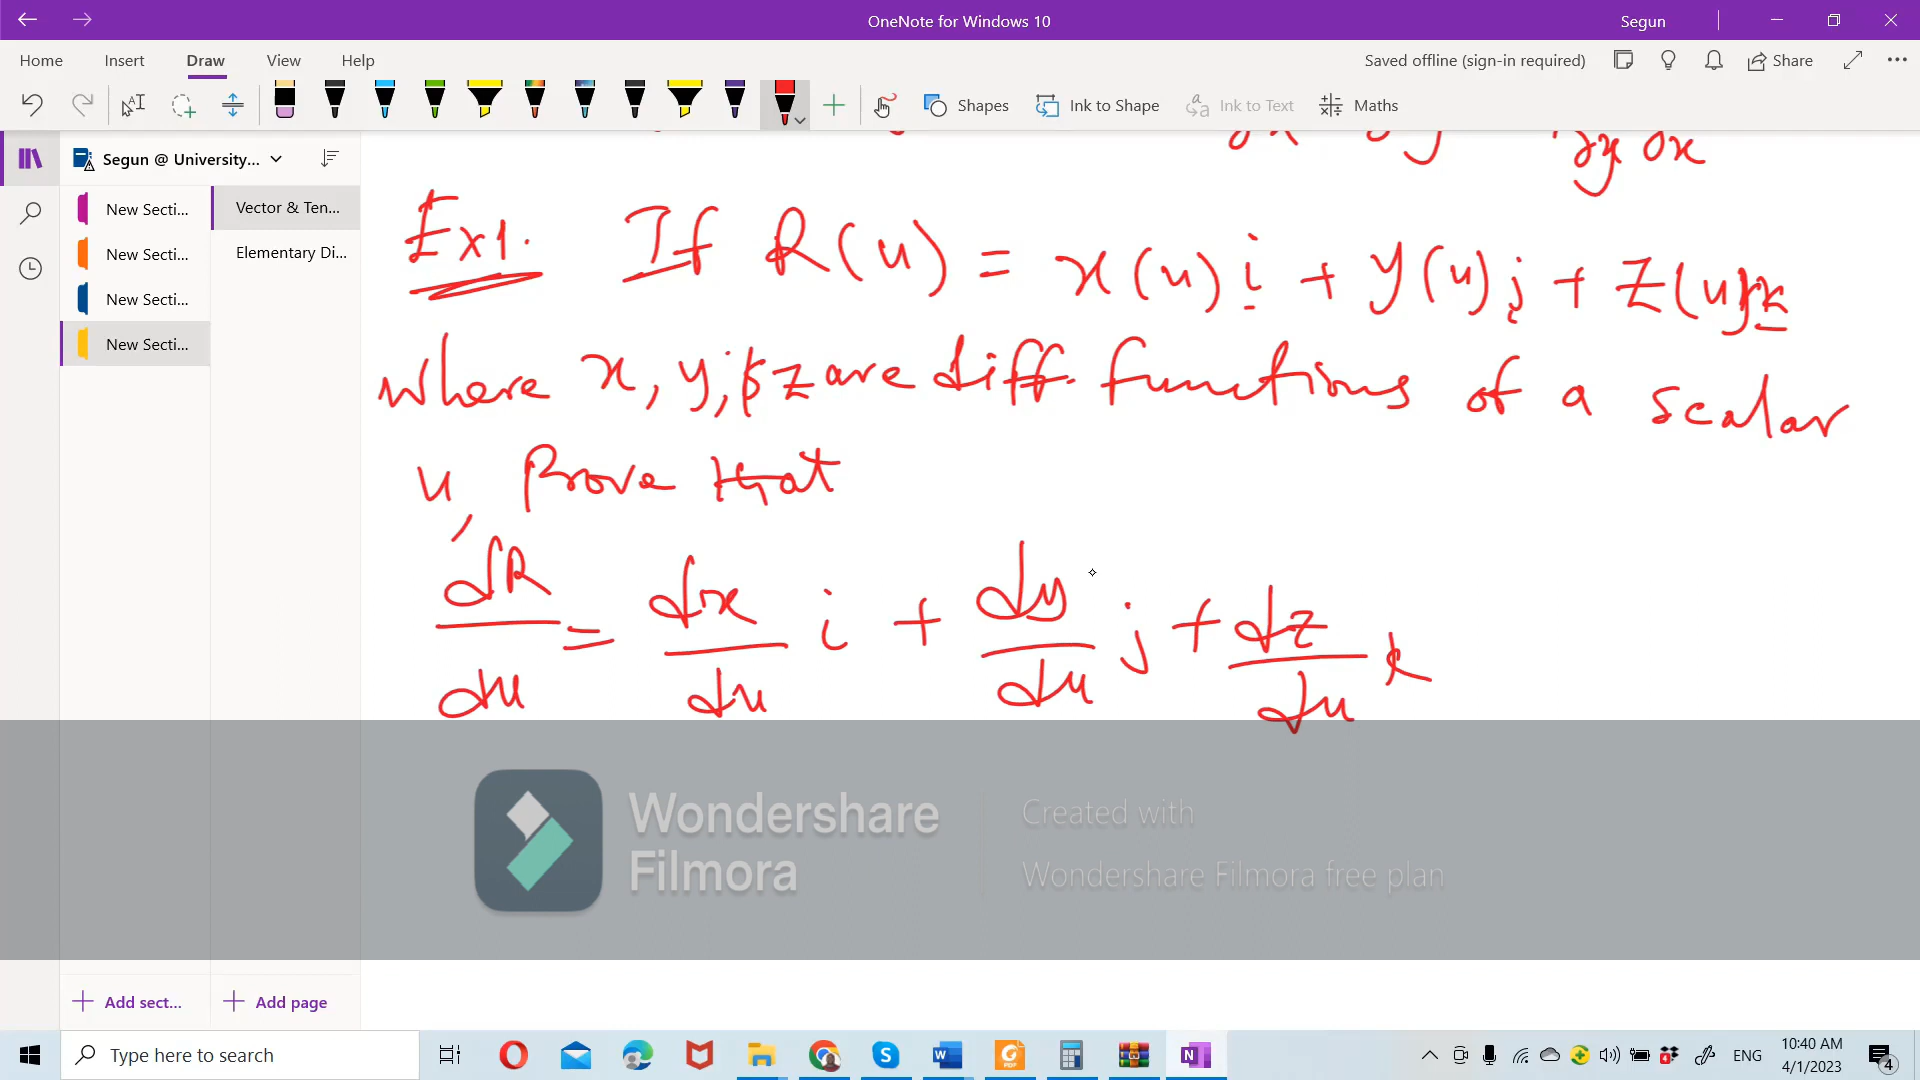 OneNote for Windows 10
Segun
Home Insert Draw View Help
Saved offline (sign-in required)
Share
Shapes Ink to Shape Ink to Text Maths
Segun @ University...
New Secti...
New Secti...
New Secti...
New Secti...
Vector & Ten...
Elementary Di...
∂x ∂x
Ex1. If R(u) = x(u) i + y(u) j + z(u) k
where x, y, & z are diff. functions of a scalar
u, Prove that
dR/du = dx/du i + dy/du j + dz/du k
Wondershare
Filmora
Created with
Wondershare Filmora free plan
Add sect...
Add page
Type here to search
ENG
10:40 AM
4/1/2023
4